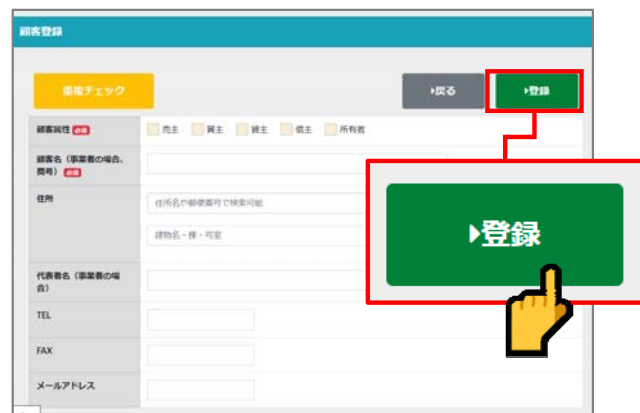 顧客登録
重複チェック
▶戻る
▶登録
顧客属性 必須
売主 買主 貸主 借主 所有者
顧客名（事業者の場合、
商号） 必須
住所
住所名や郵便番号で検索可能
建物名・棟・号室
▶登録
代表者名（事業者の場
合）
TEL
FAX
メールアドレス